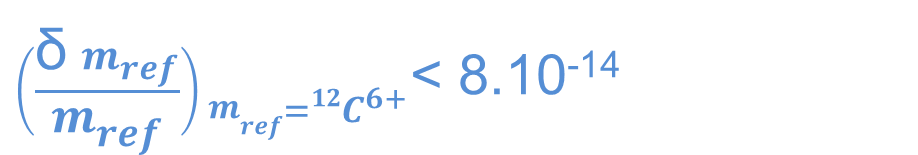 (δ m_ref / m_ref) m_ref=¹²C⁶⁺ < 8.10⁻¹⁴